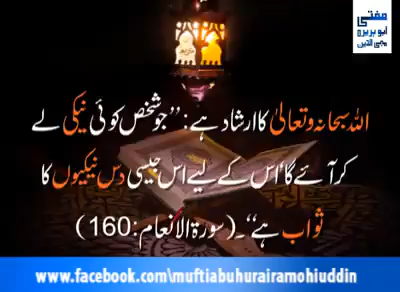 مفتی
ابو ہریرہ
محی الدین
اللہ سبحانہ وتعالیٰ کا ارشاد ہے: ’’جو شخص کوئی نیکی لے
کر آئے گا‘ اس کے لیے اس جیسی دس نیکیوں کا
ثواب ہے‘‘۔ (سورۃ الانعام:160)
www.facebook.com/muftiabuhurairamohiuddin